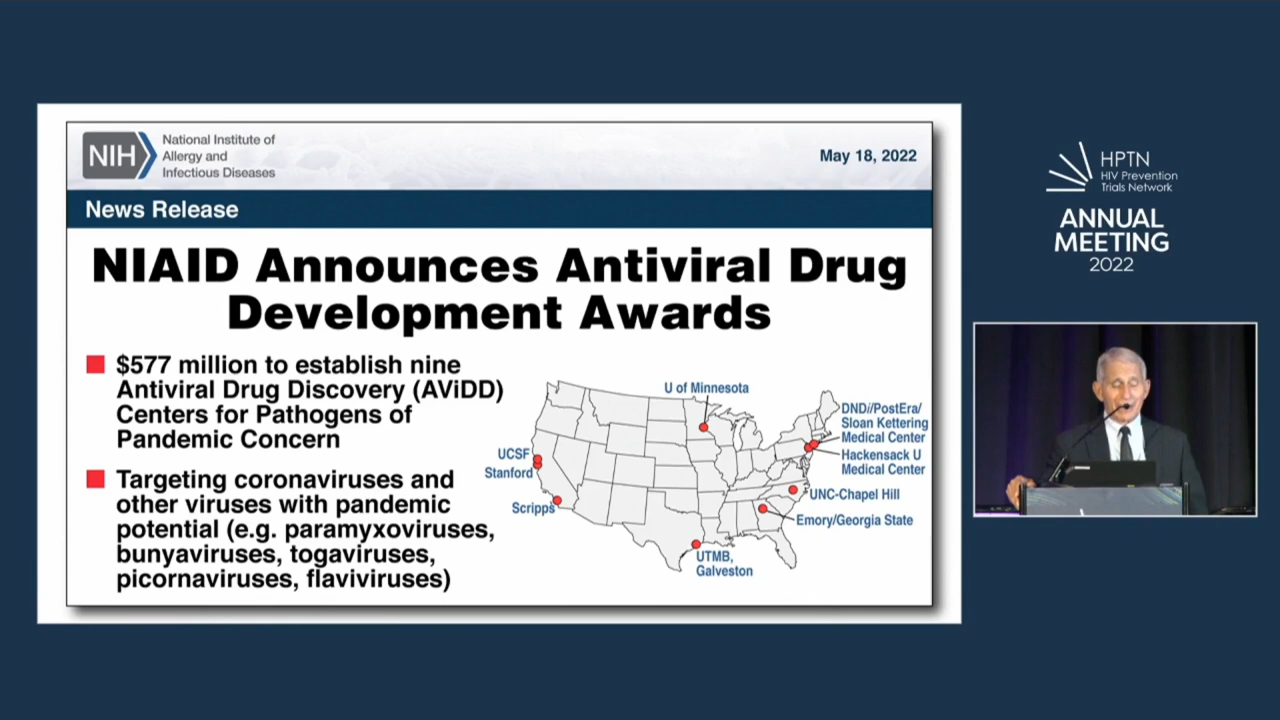 NIH
National Institute of
Allergy and
Infectious Diseases
May 18, 2022
News Release
NIAID Announces Antiviral Drug
Development Awards
$577 million to establish nine
Antiviral Drug Discovery (AViDD)
Centers for Pathogens of
Pandemic Concern
Targeting coronaviruses and
other viruses with pandemic
potential (e.g. paramyxoviruses,
bunyaviruses, togaviruses,
picornaviruses, flaviviruses)
U of Minnesota
DNDi/PostEra/
Sloan Kettering
Medical Center
Hackensack U
Medical Center
UCSF
Stanford
Scripps
UNC-Chapel Hill
Emory/Georgia State
UTMB,
Galveston
HPTN
HIV Prevention
Trials Network
ANNUAL
MEETING
2022